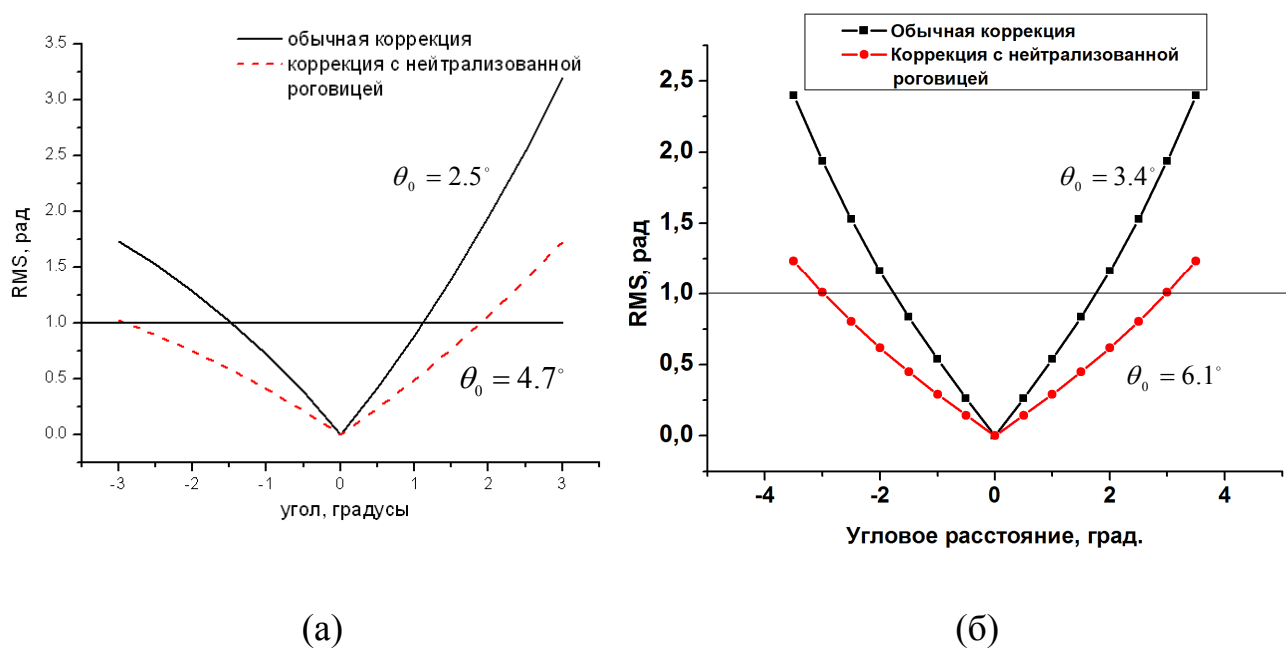 обычная коррекция
коррекция с нейтрализованной
роговицей
θ₀ = 2.5°
θ₀ = 4.7°
RMS, рад
3.5
3.0
2.5
2.0
1.5
1.0
0.5
0.0
-3 -2 -1 0 1 2 3
угол, градусы
(а)
Обычная коррекция
Коррекция с нейтрализованной
роговицей
θ₀ = 3.4°
θ₀ = 6.1°
RMS, рад
2,5
2,0
1,5
1,0
0,5
0,0
-4 -2 0 2 4
Угловое расстояние, град.
(б)